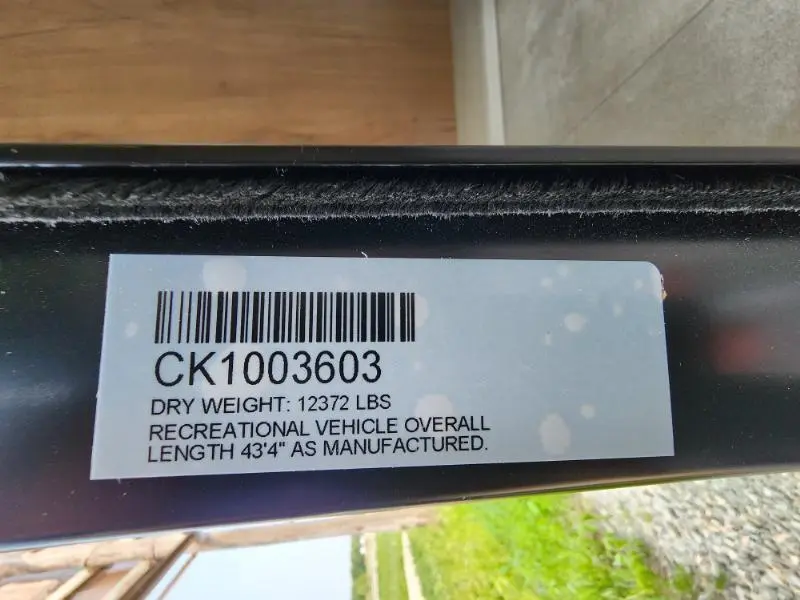 CK1003603
DRY WEIGHT: 12372 LBS
RECREATIONAL VEHICLE OVERALL
LENGTH 43'4" AS MANUFACTURED.